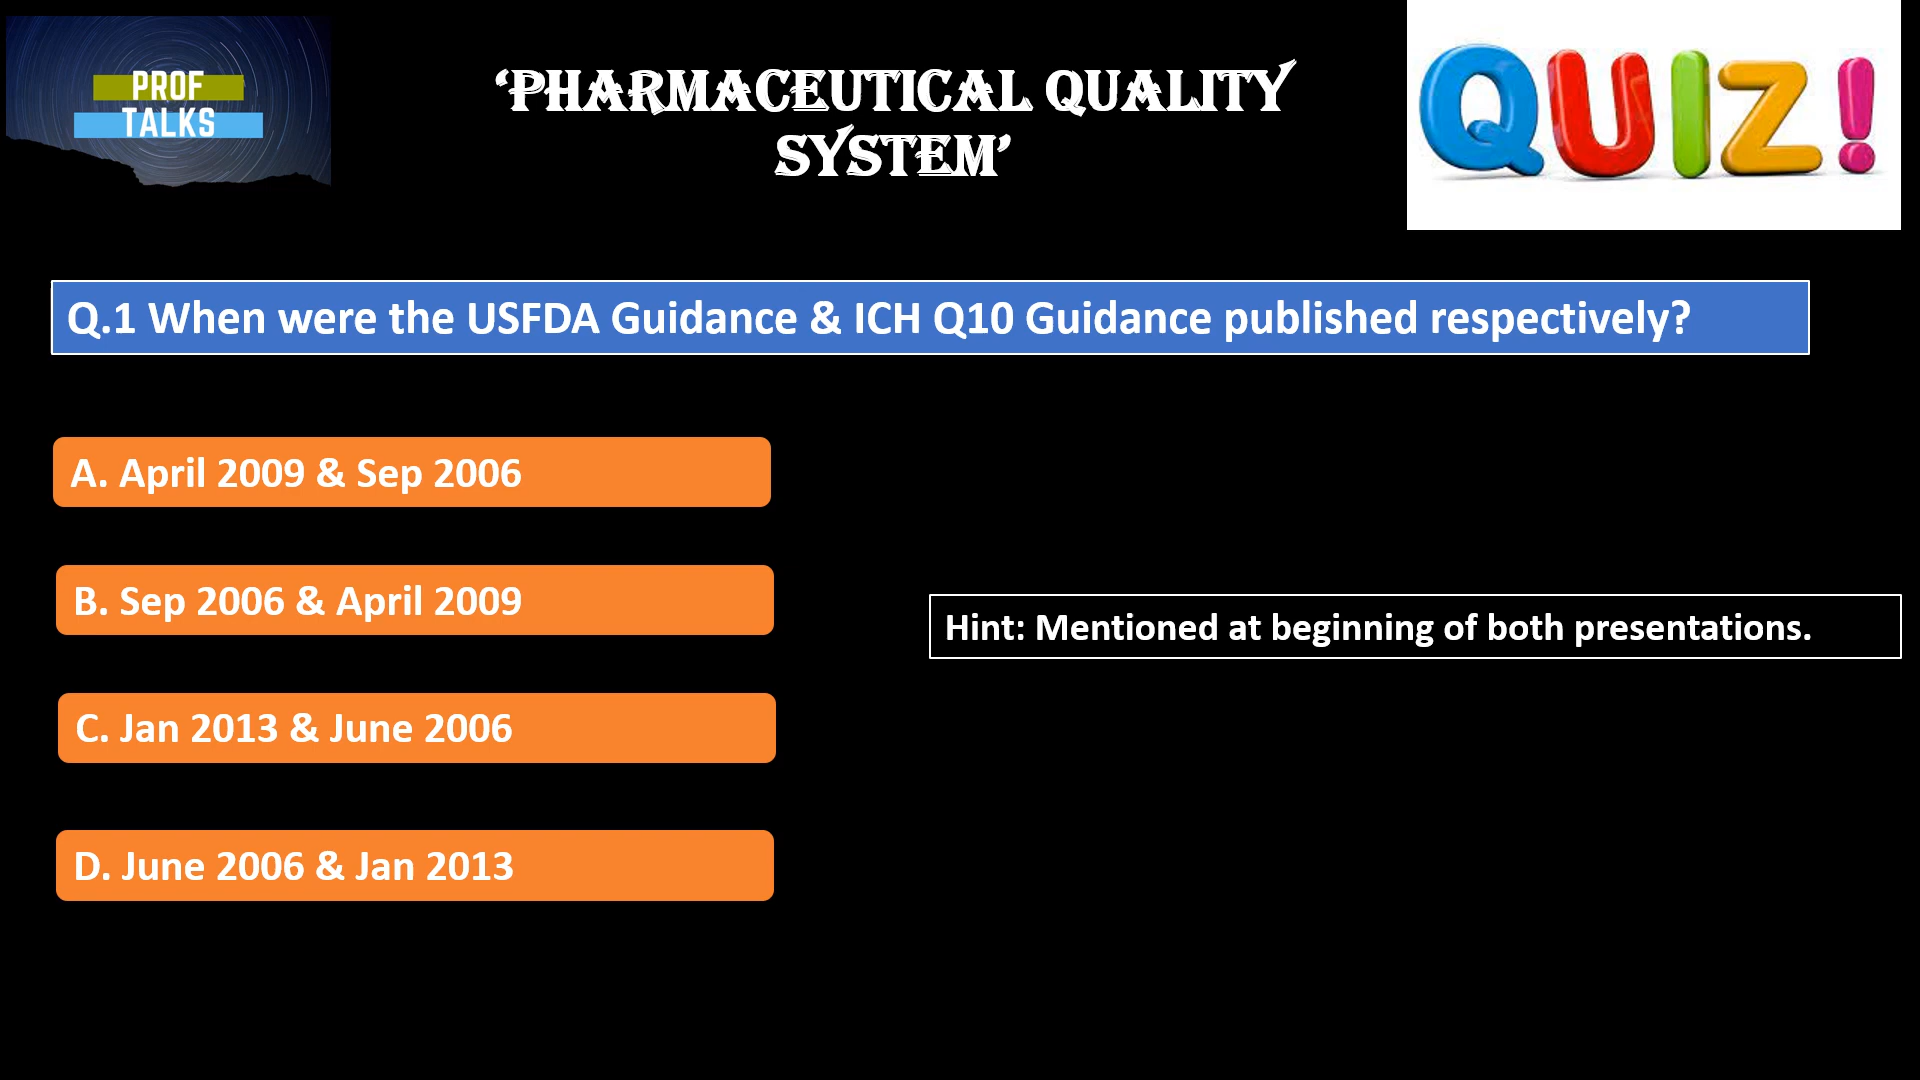 PROF
TALKS
‘PHARMACEUTICAL QUALITY
SYSTEM’
QUIZ!
Q.1 When were the USFDA Guidance & ICH Q10 Guidance published respectively?
A. April 2009 & Sep 2006
B. Sep 2006 & April 2009
Hint: Mentioned at beginning of both presentations.
C. Jan 2013 & June 2006
D. June 2006 & Jan 2013